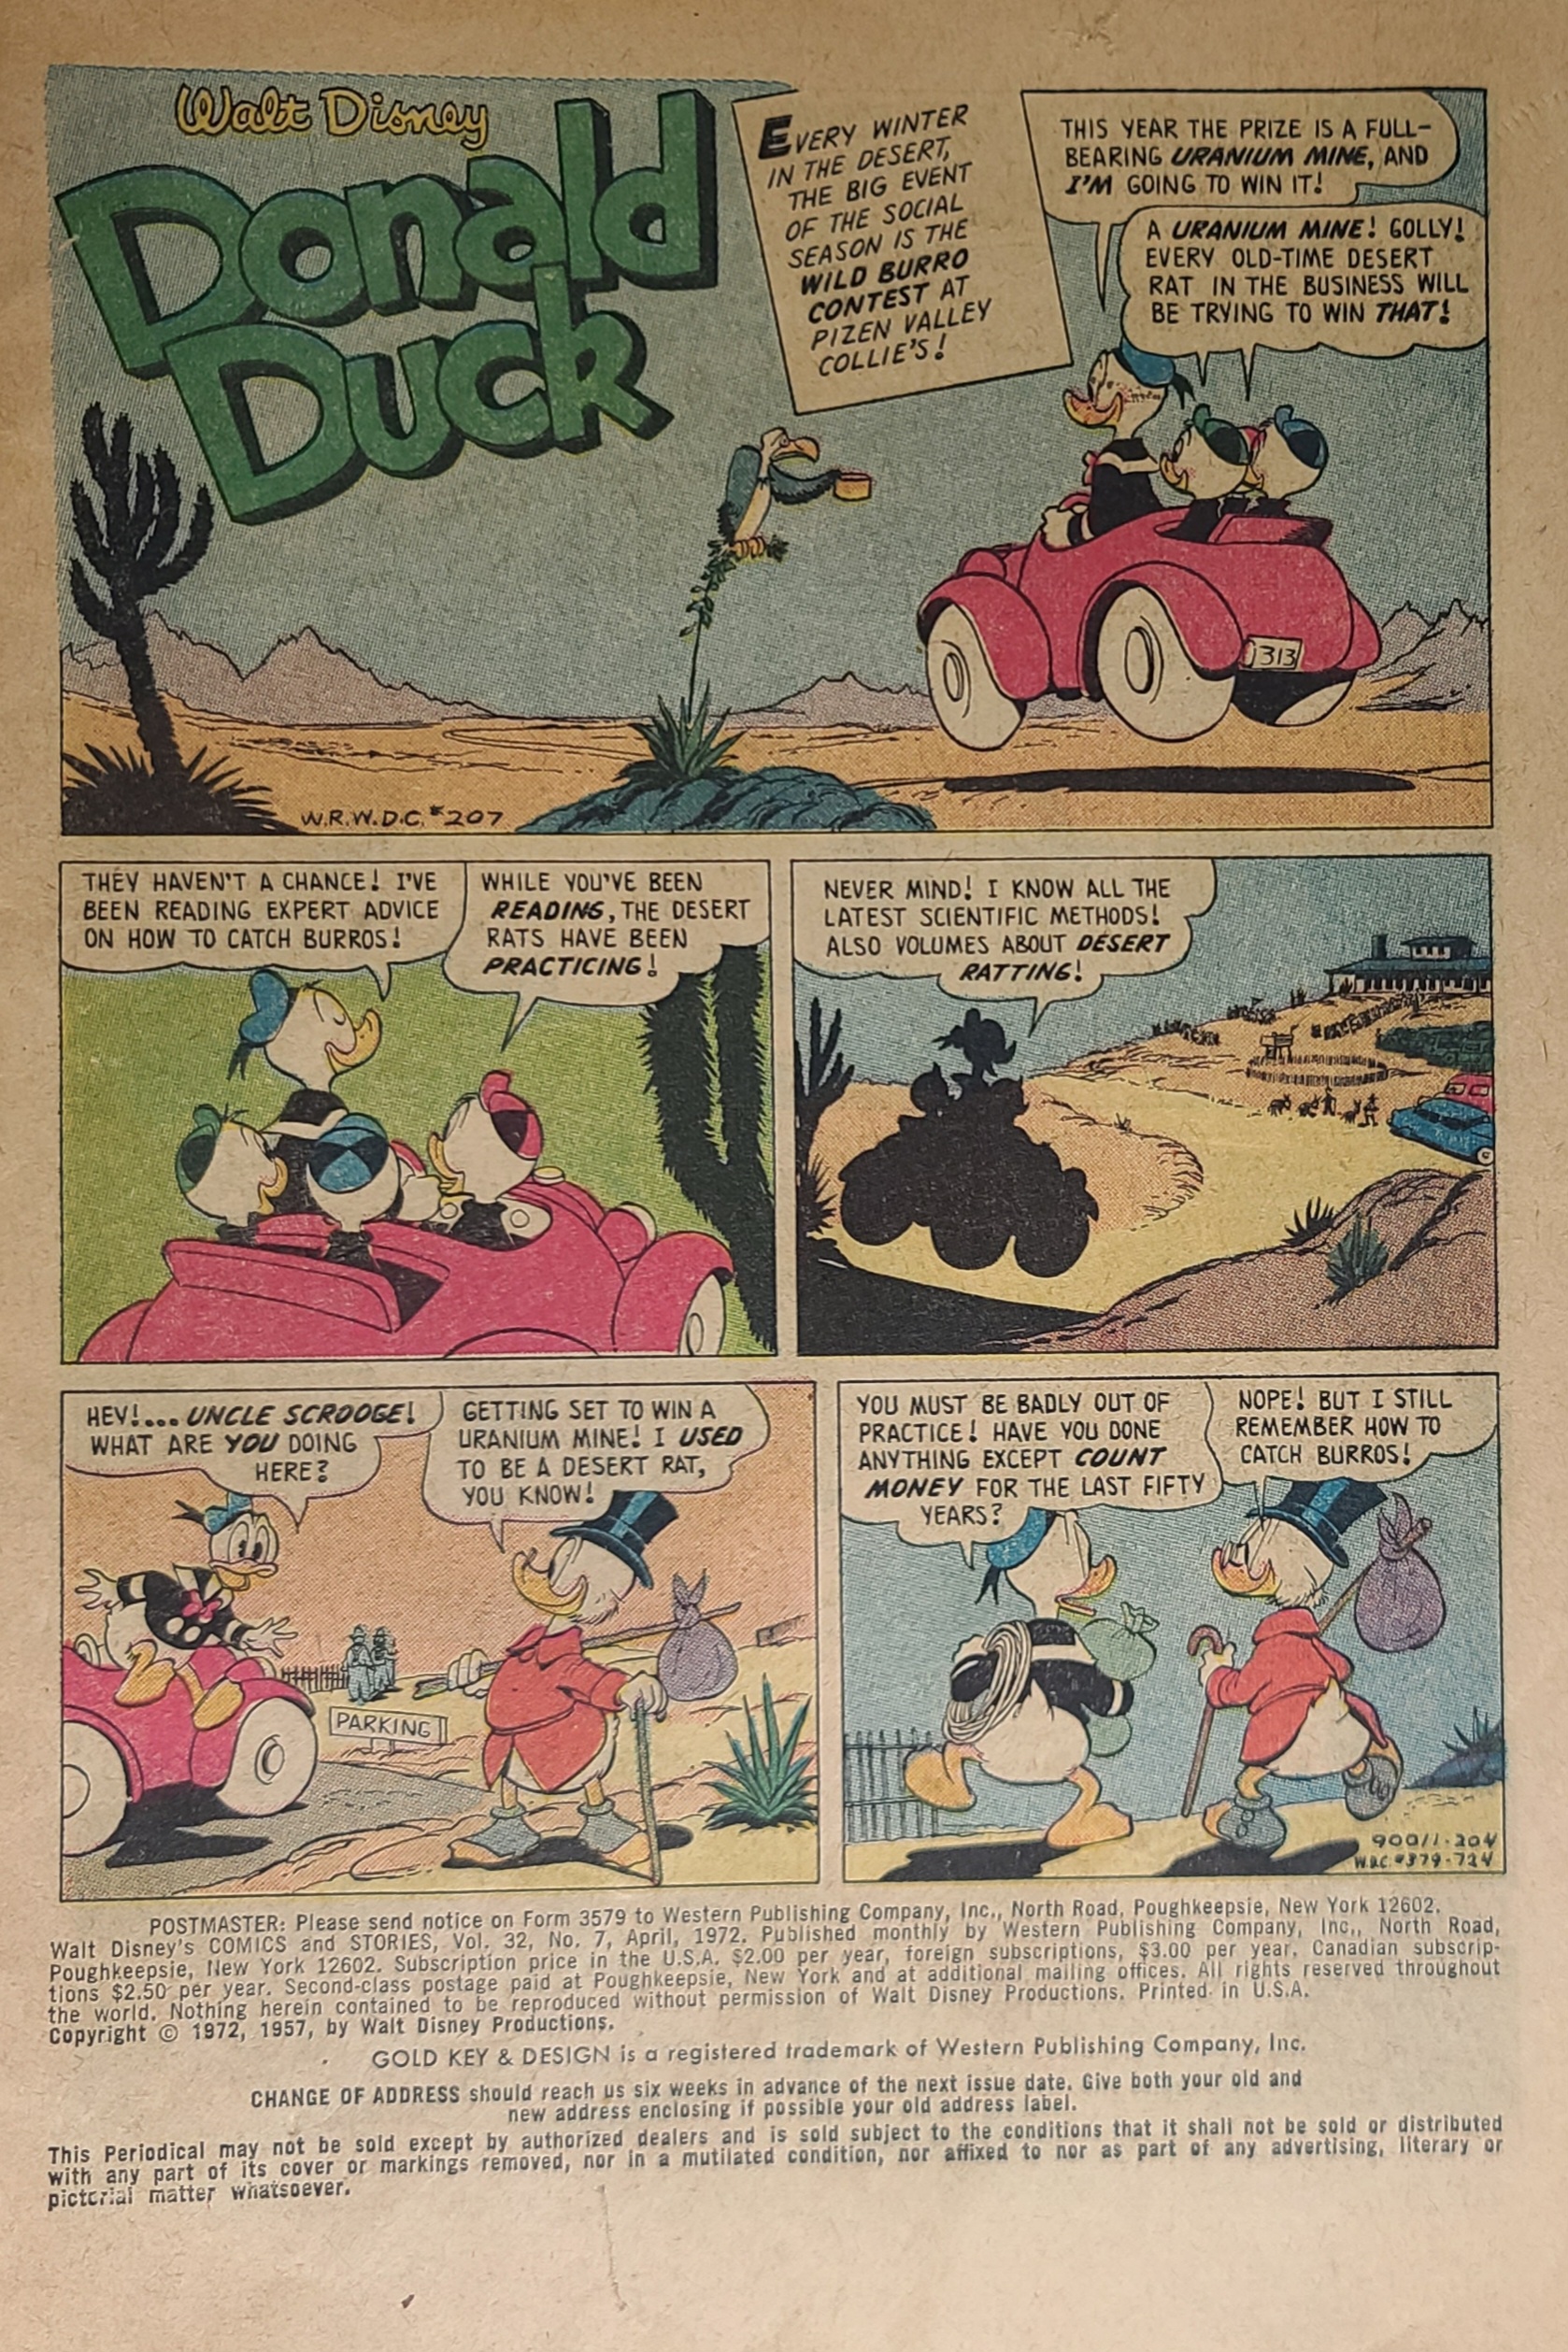 Walt Disney
Donald
Duck
EVERY WINTER
IN THE DESERT,
THE BIG EVENT
OF THE SOCIAL
SEASON IS THE
WILD BURRO
CONTEST AT
PIZEN VALLEY
COLLIE'S!
THIS YEAR THE PRIZE IS A FULL-
BEARING URANIUM MINE, AND
I'M GOING TO WIN IT!
A URANIUM MINE! GOLLY!
EVERY OLD-TIME DESERT
RAT IN THE BUSINESS WILL
BE TRYING TO WIN THAT!
313
W.R.W.D.C. #207
THEY HAVEN'T A CHANCE! I'VE
BEEN READING EXPERT ADVICE
ON HOW TO CATCH BURROS!
WHILE YOU'VE BEEN
READING, THE DESERT
RATS HAVE BEEN
PRACTICING!
NEVER MIND! I KNOW ALL THE
LATEST SCIENTIFIC METHODS!
ALSO VOLUMES ABOUT DESERT
RATTING!
HEY!... UNCLE SCROOGE!
WHAT ARE YOU DOING
HERE?
GETTING SET TO WIN A
URANIUM MINE! I USED
TO BE A DESERT RAT,
YOU KNOW!
PARKING
YOU MUST BE BADLY OUT OF
PRACTICE! HAVE YOU DONE
ANYTHING EXCEPT COUNT
MONEY FOR THE LAST FIFTY
YEARS?
NOPE! BUT I STILL
REMEMBER HOW TO
CATCH BURROS!
90011-204
W.D.C. #379-724
POSTMASTER: Please send notice on Form 3579 to Western Publishing Company, Inc., North Road, Poughkeepsie, New York 12602.
Walt Disney's COMICS and STORIES, Vol. 32, No. 7, April, 1972. Published monthly by Western Publishing Company, Inc., North Road,
Poughkeepsie, New York 12602. Subscription price in the U.S.A. $2.00 per year, foreign subscriptions, $3.00 per year. Canadian subscrip-
tions $2.50 per year. Second-class postage paid at Poughkeepsie, New York and at additional mailing offices. All rights reserved throughout
the world. Nothing herein contained to be reproduced without permission of Walt Disney Productions. Printed in U.S.A.
Copyright © 1972, 1957, by Walt Disney Productions.
GOLD KEY & DESIGN is a registered trademark of Western Publishing Company, Inc.
CHANGE OF ADDRESS should reach us six weeks in advance of the next issue date. Give both your old and
new address enclosing if possible your old address label.
This Periodical may not be sold except by authorized dealers and is sold subject to the conditions that it shall not be sold or distributed
with any part of its cover or markings removed, nor in a mutilated condition, nor affixed to nor as part of any advertising, literary or
pictorial matter whatsoever.